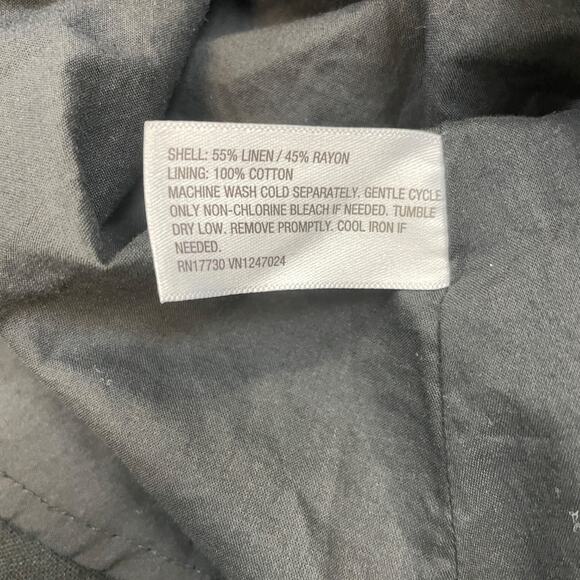 SHELL: 55% LINEN / 45% RAYON
LINING: 100% COTTON
MACHINE WASH COLD SEPARATELY. GENTLE CYCLE
ONLY NON-CHLORINE BLEACH IF NEEDED. TUMBLE
DRY LOW. REMOVE PROMPTLY. COOL IRON IF
NEEDED.
RN17730 VN1247024